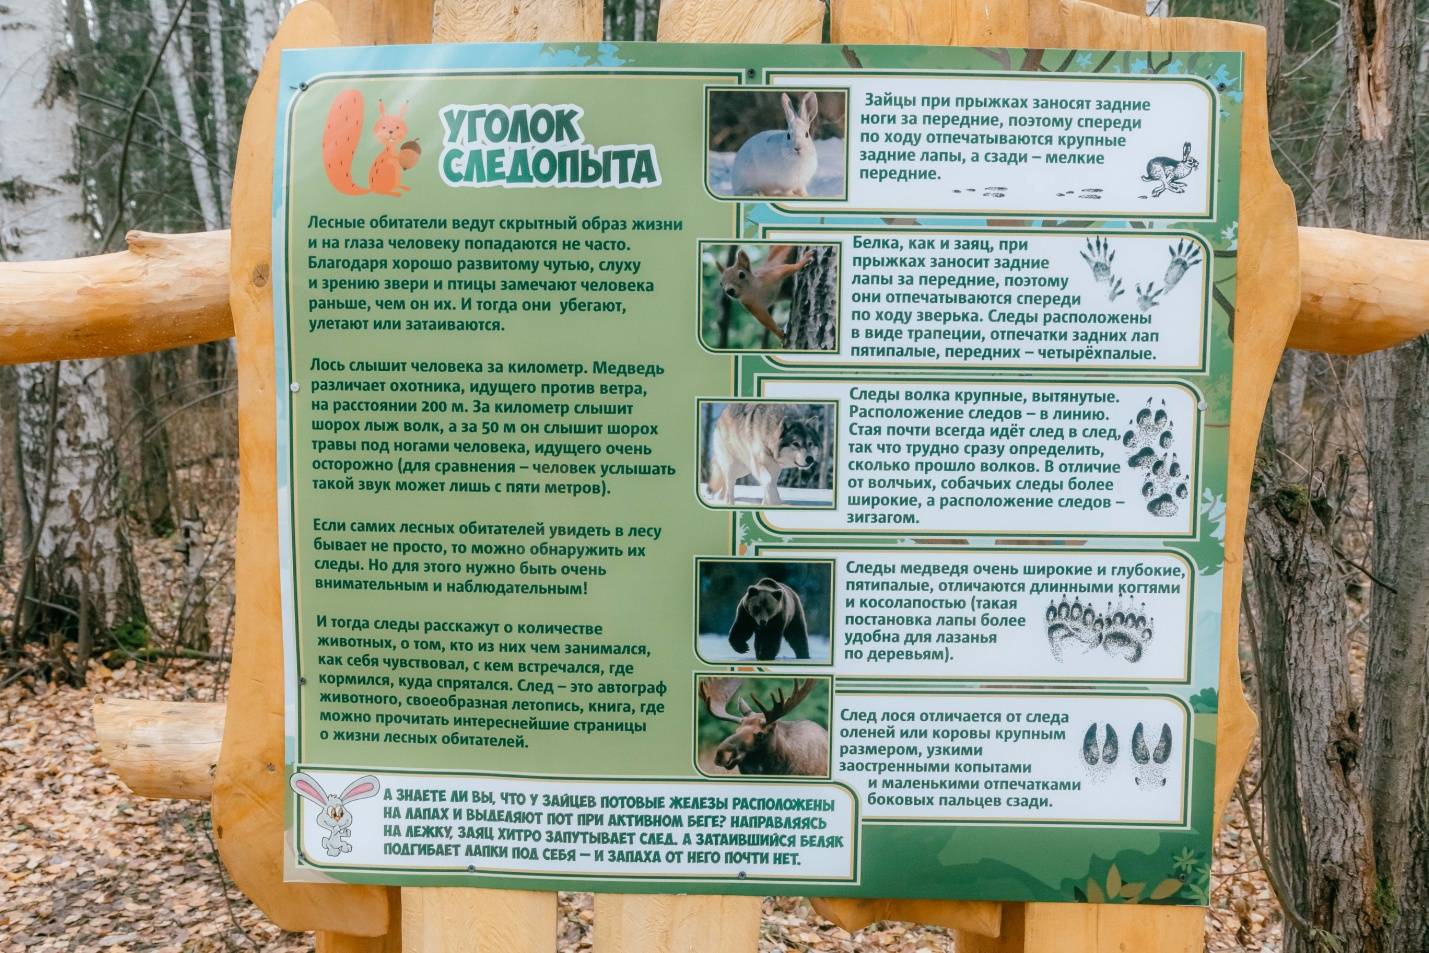 УГОЛОК
СЛЕДОПЫТА
Лесные обитатели ведут скрытный образ жизни
и на глаза человеку попадаются не часто.
Благодаря хорошо развитому чутью, слуху
и зрению звери и птицы замечают человека
раньше, чем он их. И тогда они убегают,
улетают или затаиваются.
Лось слышит человека за километр. Медведь
различает охотника, идущего против ветра,
на расстоянии 200 м. За километр слышит
шорох лыж волк, а за 50 м он слышит шорох
травы под ногами человека, идущего очень
осторожно (для сравнения – человек услышать
такой звук может лишь с пяти метров).
Если самих лесных обитателей увидеть в лесу
бывает не просто, то можно обнаружить их
следы. Но для этого нужно быть очень
внимательным и наблюдательным!
И тогда следы расскажут о количестве
животных, о том, кто из них чем занимался,
как себя чувствовал, с кем встречался, где
кормился, куда спрятался. След – это автограф
животного, своеобразная летопись, книга, где
можно прочитать интереснейшие страницы
о жизни лесных обитателей.
А ЗНАЕТЕ ЛИ ВЫ, ЧТО У ЗАЙЦЕВ ПОТОВЫЕ ЖЕЛЕЗЫ РАСПОЛОЖЕНЫ
НА ЛАПАХ И ВЫДЕЛЯЮТ ПОТ ПРИ АКТИВНОМ БЕГЕ? НАПРАВЛЯЯСЬ
НА ЛЕЖКУ, ЗАЯЦ ХИТРО ЗАПУТЫВАЕТ СЛЕД. А ЗАТАИВШИЙСЯ БЕЛЯК
ПОДГИБАЕТ ЛАПКИ ПОД СЕБЯ – И ЗАПАХА ОТ НЕГО ПОЧТИ НЕТ.
Зайцы при прыжках заносят задние
ноги за передние, поэтому спереди
по ходу отпечатываются крупные
задние лапы, а сзади – мелкие
передние.
Белка, как и заяц, при
прыжках заносит задние
лапы за передние, поэтому
они отпечатываются спереди
по ходу зверька. Следы расположены
в виде трапеции, отпечатки задних лап
пятипалые, передних – четырёхпалые.
Следы волка крупные, вытянутые.
Расположение следов – в линию.
Стая почти всегда идёт след в след,
так что трудно сразу определить,
сколько прошло волков. В отличие
от волчьих, собачьих следы более
широкие, а расположение следов –
зигзагом.
Следы медведя очень широкие и глубокие,
пятипалые, отличаются длинными когтями
и косолапостью (такая
постановка лапы более
удобна для лазанья
по деревьям).
След лося отличается от следа
оленей или коровы крупным
размером, узкими
заостренными копытами
и маленькими отпечатками
боковых пальцев сзади.